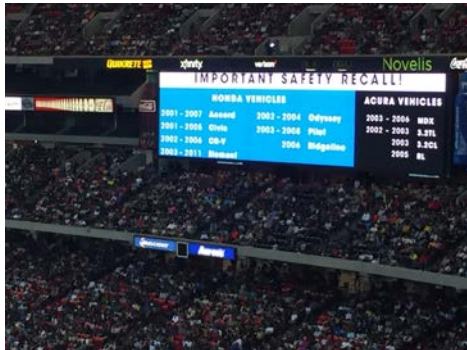 QUIKRETE xfinity verizon Novelis
IMPORTANT SAFETY RECALL!
HONDA VEHICLES
2001 - 2007 Accord
2001 - 2005 Civic
2002 - 2006 CR-V
2003 - 2011 Element
2002 - 2004 Odyssey
2003 - 2008 Pilot
2006 Ridgeline
ACURA VEHICLES
2003 - 2006 MDX
2002 - 2003 3.2TL
2003 3.2CL
2005 RL
Aaron's